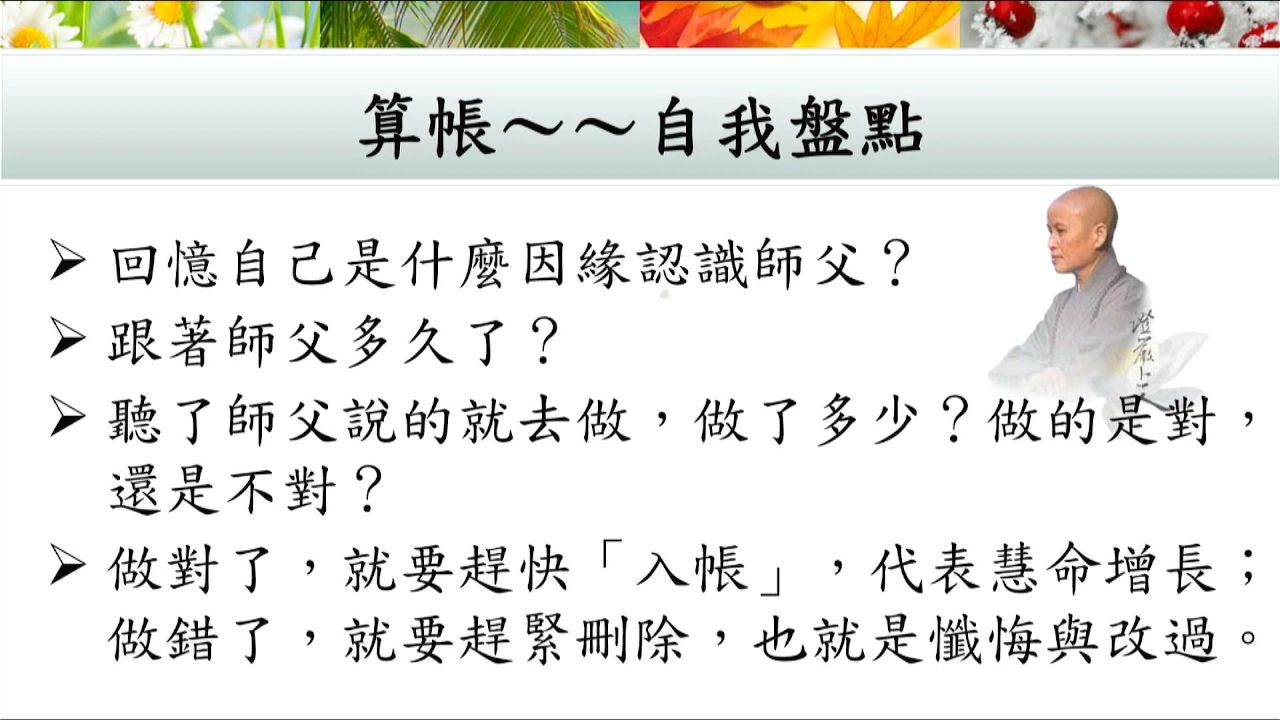 算帳～～自我盤點
回憶自己是什麼因緣認識師父？
跟著師父多久了？
聽了師父說的就去做，做了多少？做的是對，
還是不對？
做對了，就要趕快「入帳」，代表慧命增長；
做錯了，就要趕緊刪除，也就是懺悔與改過。